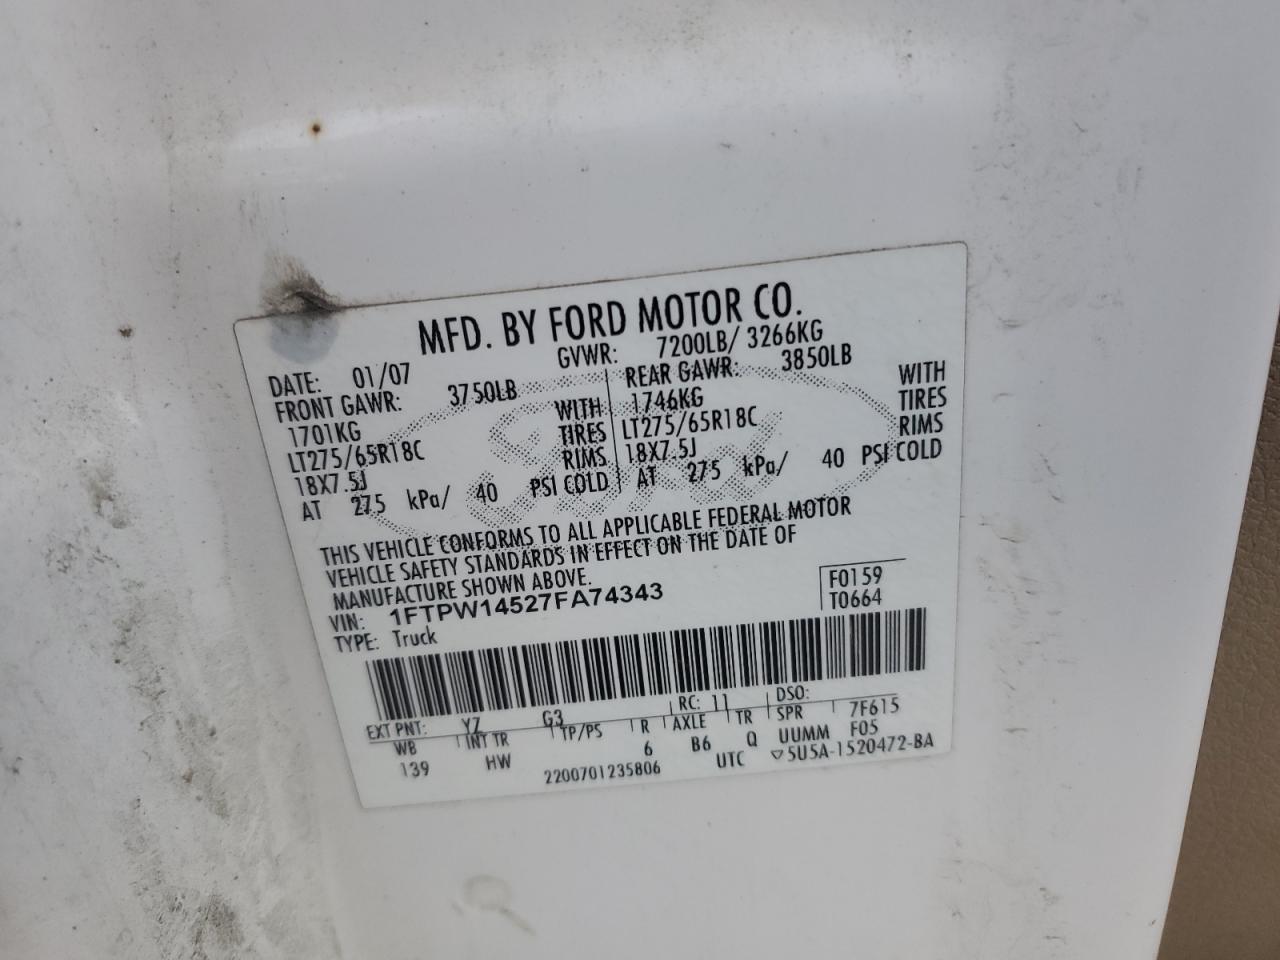 MFD. BY FORD MOTOR CO.
DATE: 01/07 GVWR: 7200LB/ 3266KG
FRONT GAWR: 3750LB REAR GAWR: 3850LB
1701KG WITH 1746KG WITH
LT275/65R18C TIRES LT275/65R18C TIRES
18X7.5J RIMS 18X7.5J RIMS
AT 275 kPa/ 40 PSI COLD AT 275 kPa/ 40 PSI COLD
THIS VEHICLE CONFORMS TO ALL APPLICABLE FEDERAL MOTOR
VEHICLE SAFETY STANDARDS IN EFFECT ON THE DATE OF
MANUFACTURE SHOWN ABOVE.
VIN: 1FTPW14527FA74343 F0159
TYPE: Truck T0664
EXT PNT: YZ G3 RC: 11 DSO:
WB INT TR TP/PS R AXLE TR SPR 7F615
139 HW 6 B6 Q UUMM F05
2200701235806 UTC ▽5U5A-1520472-BA